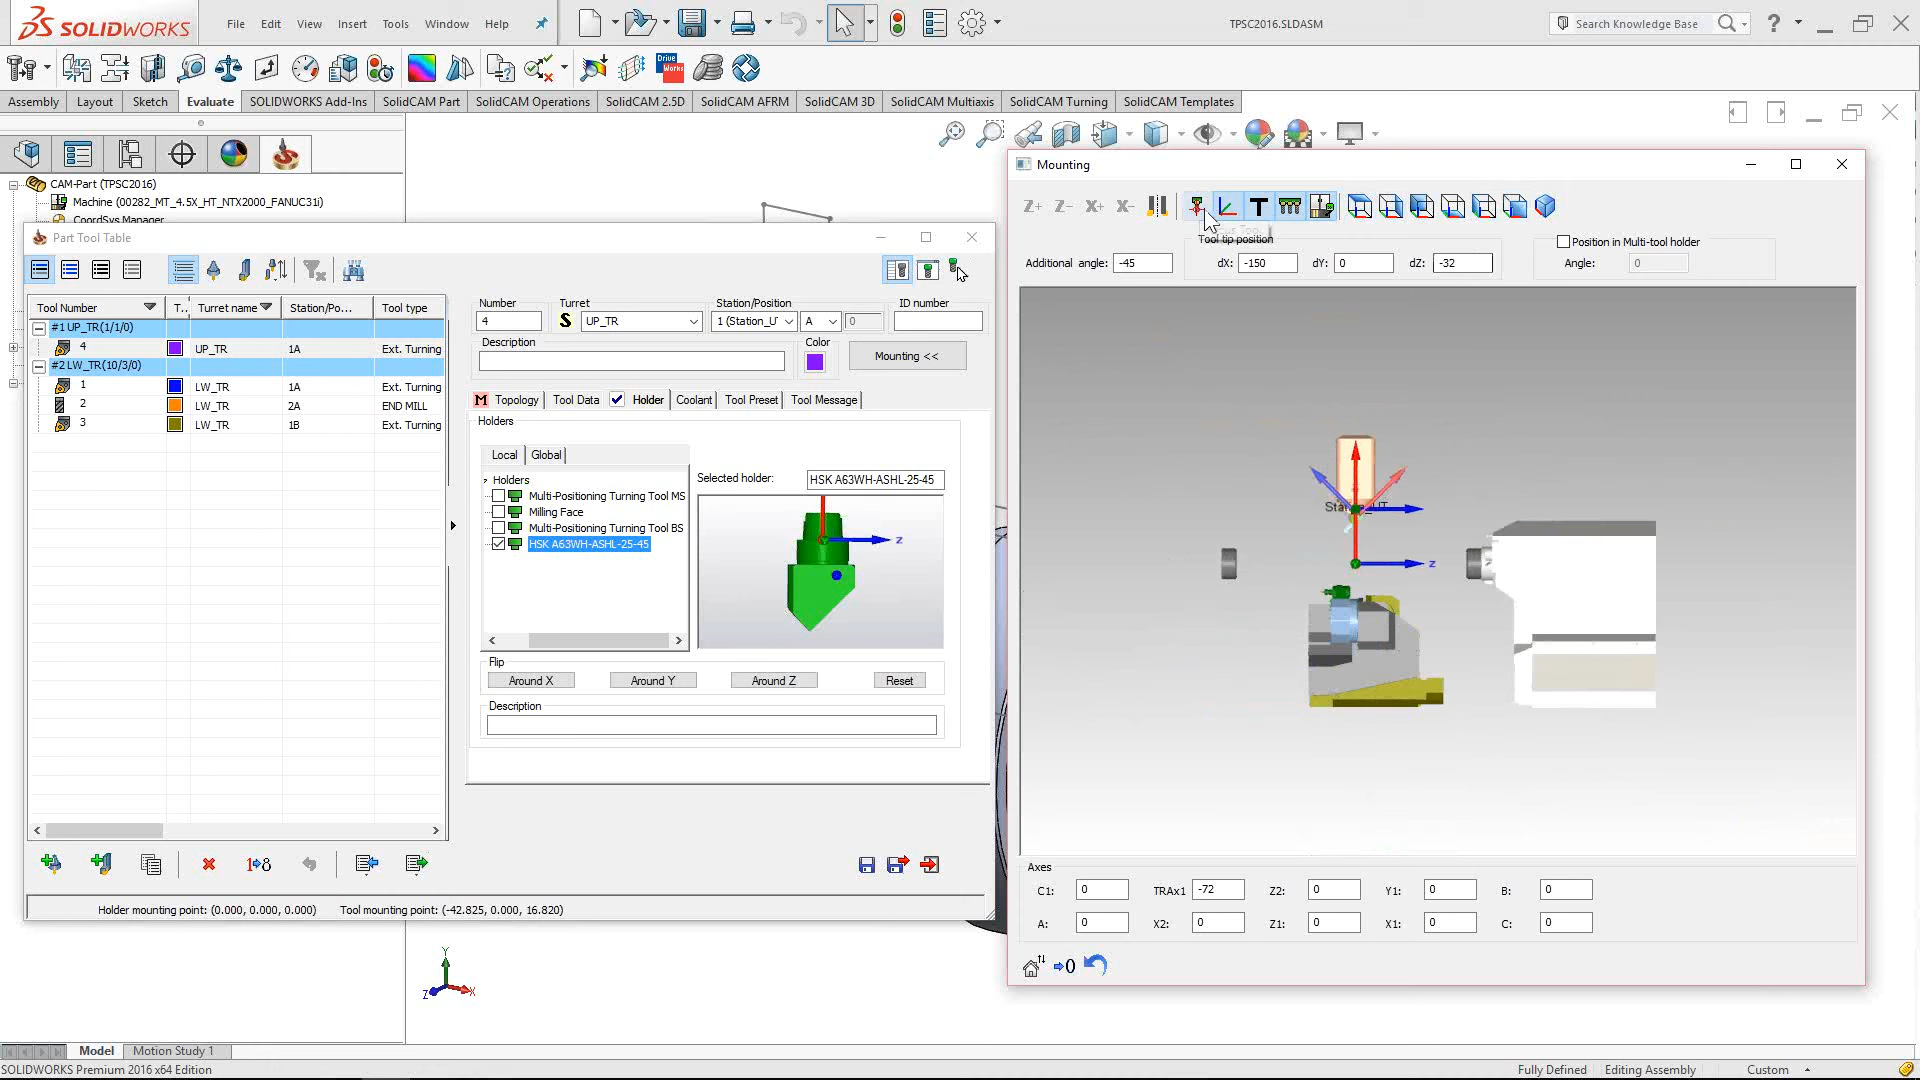 SOLIDWORKS File Edit View Insert Tools Window Help TPSC2016.SLDASM Search Knowledge Base ?
Drive Works
Assembly Layout Sketch Evaluate SOLIDWORKS Add-Ins SolidCAM Part SolidCAM Operations SolidCAM 2.5D SolidCAM AFRM SolidCAM 3D SolidCAM Multiaxis SolidCAM Turning SolidCAM Templates
CAM-Part (TPSC2016)
Machine (00282_MT_4.5X_HT_NTX2000_FANUC31i)
CoordSys Manager
Part Tool Table
Tool Number T.. Turret name Station/Po... Tool type
#1 UP_TR(1/1/0)
4 UP_TR 1A Ext. Turning
#2 LW_TR(10/3/0)
1 LW_TR 1A Ext. Turning
2 LW_TR 2A END MILL
3 LW_TR 1B Ext. Turning
Number Turret Station/Position ID number
4 S UP_TR 1 (Station_UT A 0
Description Color
Mounting <<
M Topology Tool Data Holder Coolant Tool Preset Tool Message
Holders
Local Global
Holders
Multi-Positioning Turning Tool MS
Milling Face
Multi-Positioning Turning Tool BS
HSK A63WH-ASHL-25-45
Selected holder: HSK A63WH-ASHL-25-45
z
Flip
Around X Around Y Around Z Reset
Description
1 8
Holder mounting point: (0.000, 0.000, 0.000) Tool mounting point: (-42.825, 0.000, 16.820)
Mounting
Z+ Z- X+ X- T
Tool tip position
Position in Multi-tool holder
Additional angle: -45 dX: -150 dY: 0 dZ: -32 Angle: 0
z
Axes
C1: 0 TRAx1 -72 Z2: 0 Y1: 0 B: 0
A: 0 X2: 0 Z1: 0 X1: 0 C: 0
0
Y
Z X
Model Motion Study 1
SOLIDWORKS Premium 2016 x64 Edition Fully Defined Editing Assembly Custom